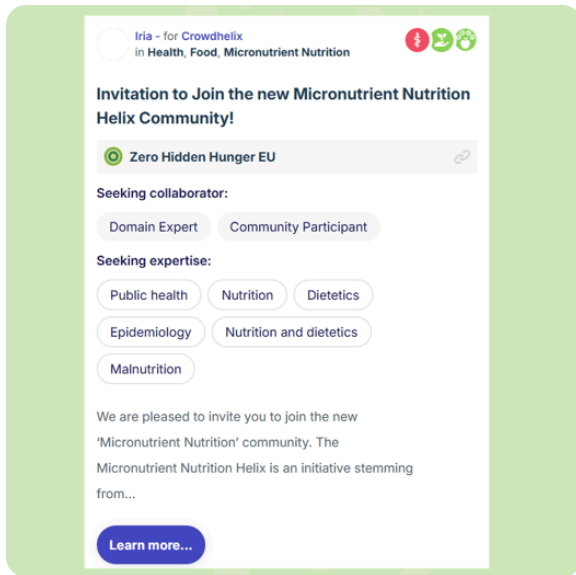 Iria - for Crowdhelix
in Health, Food, Micronutrient Nutrition
Invitation to Join the new Micronutrient Nutrition
Helix Community!
Zero Hidden Hunger EU
Seeking collaborator:
Domain Expert Community Participant
Seeking expertise:
Public health Nutrition Dietetics
Epidemiology Nutrition and dietetics
Malnutrition
We are pleased to invite you to join the new
‘Micronutrient Nutrition’ community. The
Micronutrient Nutrition Helix is an initiative stemming
from...
Learn more...